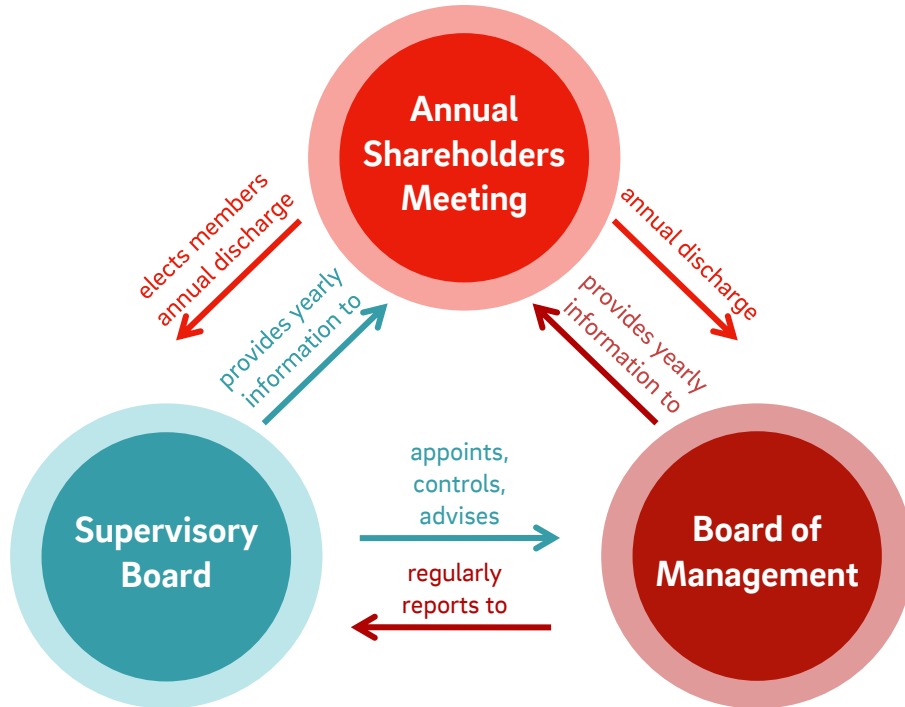 Annual
Shareholders
Meeting
elects members
annual discharge
provides yearly
information to
annual discharge
provides yearly
information to
appoints,
controls,
advises
regularly
reports to
Supervisory
Board
Board of
Management